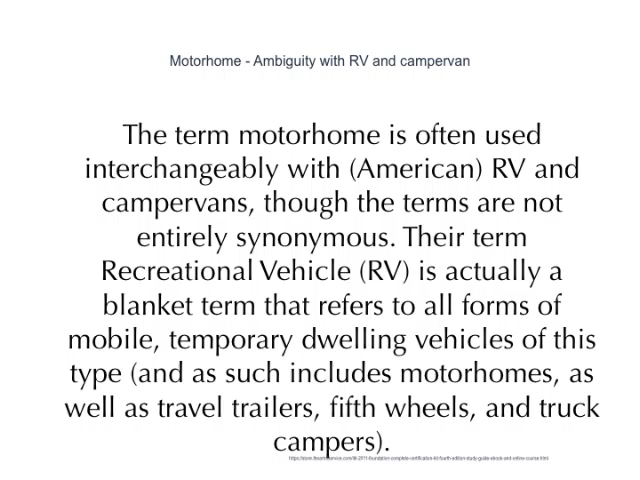 Motorhome - Ambiguity with RV and campervan
The term motorhome is often used
interchangeably with (American) RV and
campervans, though the terms are not
entirely synonymous. Their term
Recreational Vehicle (RV) is actually a
blanket term that refers to all forms of
mobile, temporary dwelling vehicles of this
type (and as such includes motorhomes, as
well as travel trailers, fifth wheels, and truck
campers).